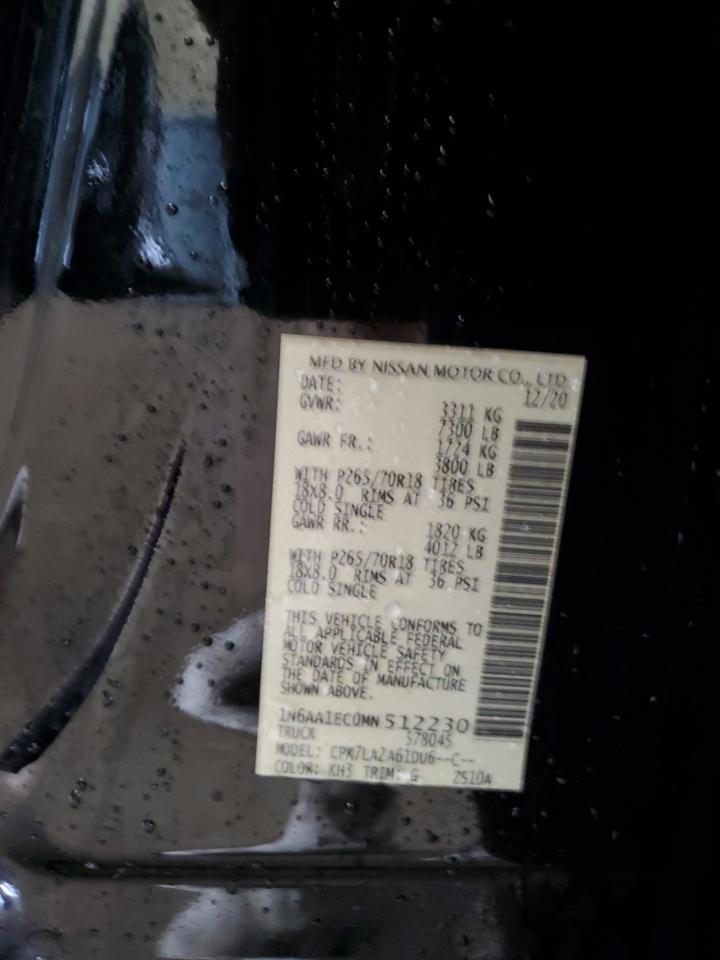 MFD BY NISSAN MOTOR CO., LTD
DATE: 12/20
GVWR: 3311 KG
7300 LB
GAWR FR.: 1724 KG
3800 LB
WITH P265/70R18 TIRES
18X8.0 RIMS AT 36 PSI
COLD SINGLE
GAWR RR.: 1820 KG
4012 LB
WITH P265/70R18 TIRES
18X8.0 RIMS AT 36 PSI
COLD SINGLE
THIS VEHICLE CONFORMS TO
ALL APPLICABLE FEDERAL
MOTOR VEHICLE SAFETY
STANDARDS IN EFFECT ON
THE DATE OF MANUFACTURE
SHOWN ABOVE.
1N6AA1EC0MN512230
TRUCK 578045
MODEL: CPK7LA2A61DU6--C--
COLOR: KH3 TRIM: G 2S10A